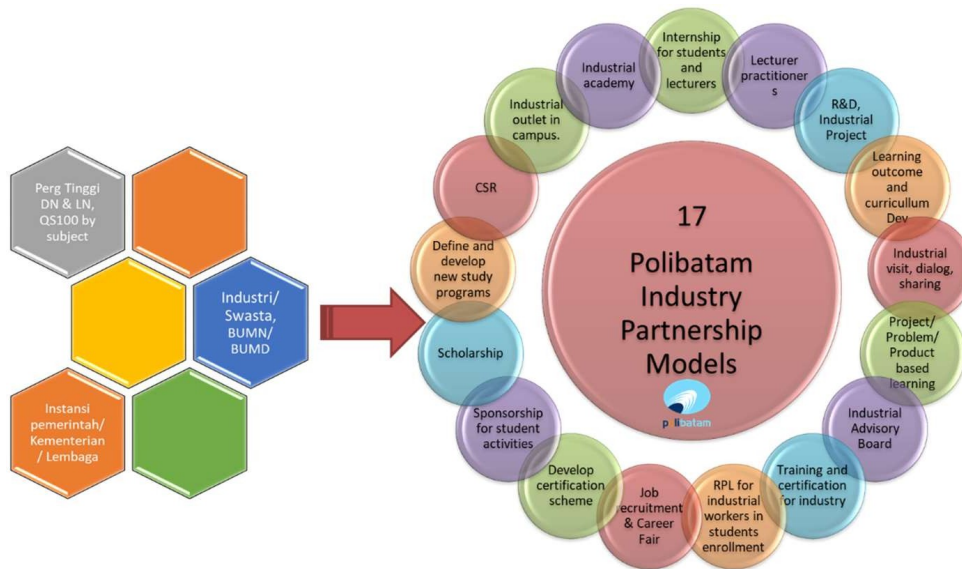 Perg Tinggi
DN & LN,
QS100 by
subject
Industri/
Swasta,
BUMN/
BUMD
Instansi
pemerintah/
Kementerian
/ Lembaga
17
Polibatam
Industry
Partnership
Models
polibatam
Internship
for students
and
lecturers
Lecturer
practitioner
s
R&D,
Industrial
Project
Learning
outcome
and
curricullum
Dev
Industrial
visit, dialog,
sharing
Project/
Problem/
Product
based
learning
Industrial
Advisory
Board
Training and
certification
for industry
RPL for
industrial
workers in
students
enrollment
Job
recruitment
& Career
Fair
Develop
certification
scheme
Sponsorship
for student
activities
Scholarship
Define and
develop
new study
programs
CSR
Industrial
outlet in
campus.
Industrial
academy